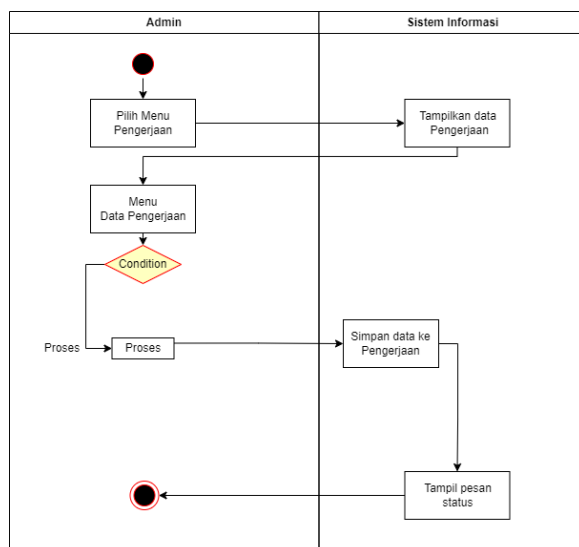 Admin
Sistem Informasi
Pilih Menu
Pengerjaan
Tampilkan data
Pengerjaan
Menu
Data Pengerjaan
Condition
Proses
Proses
Simpan data ke
Pengerjaan
Tampil pesan
status